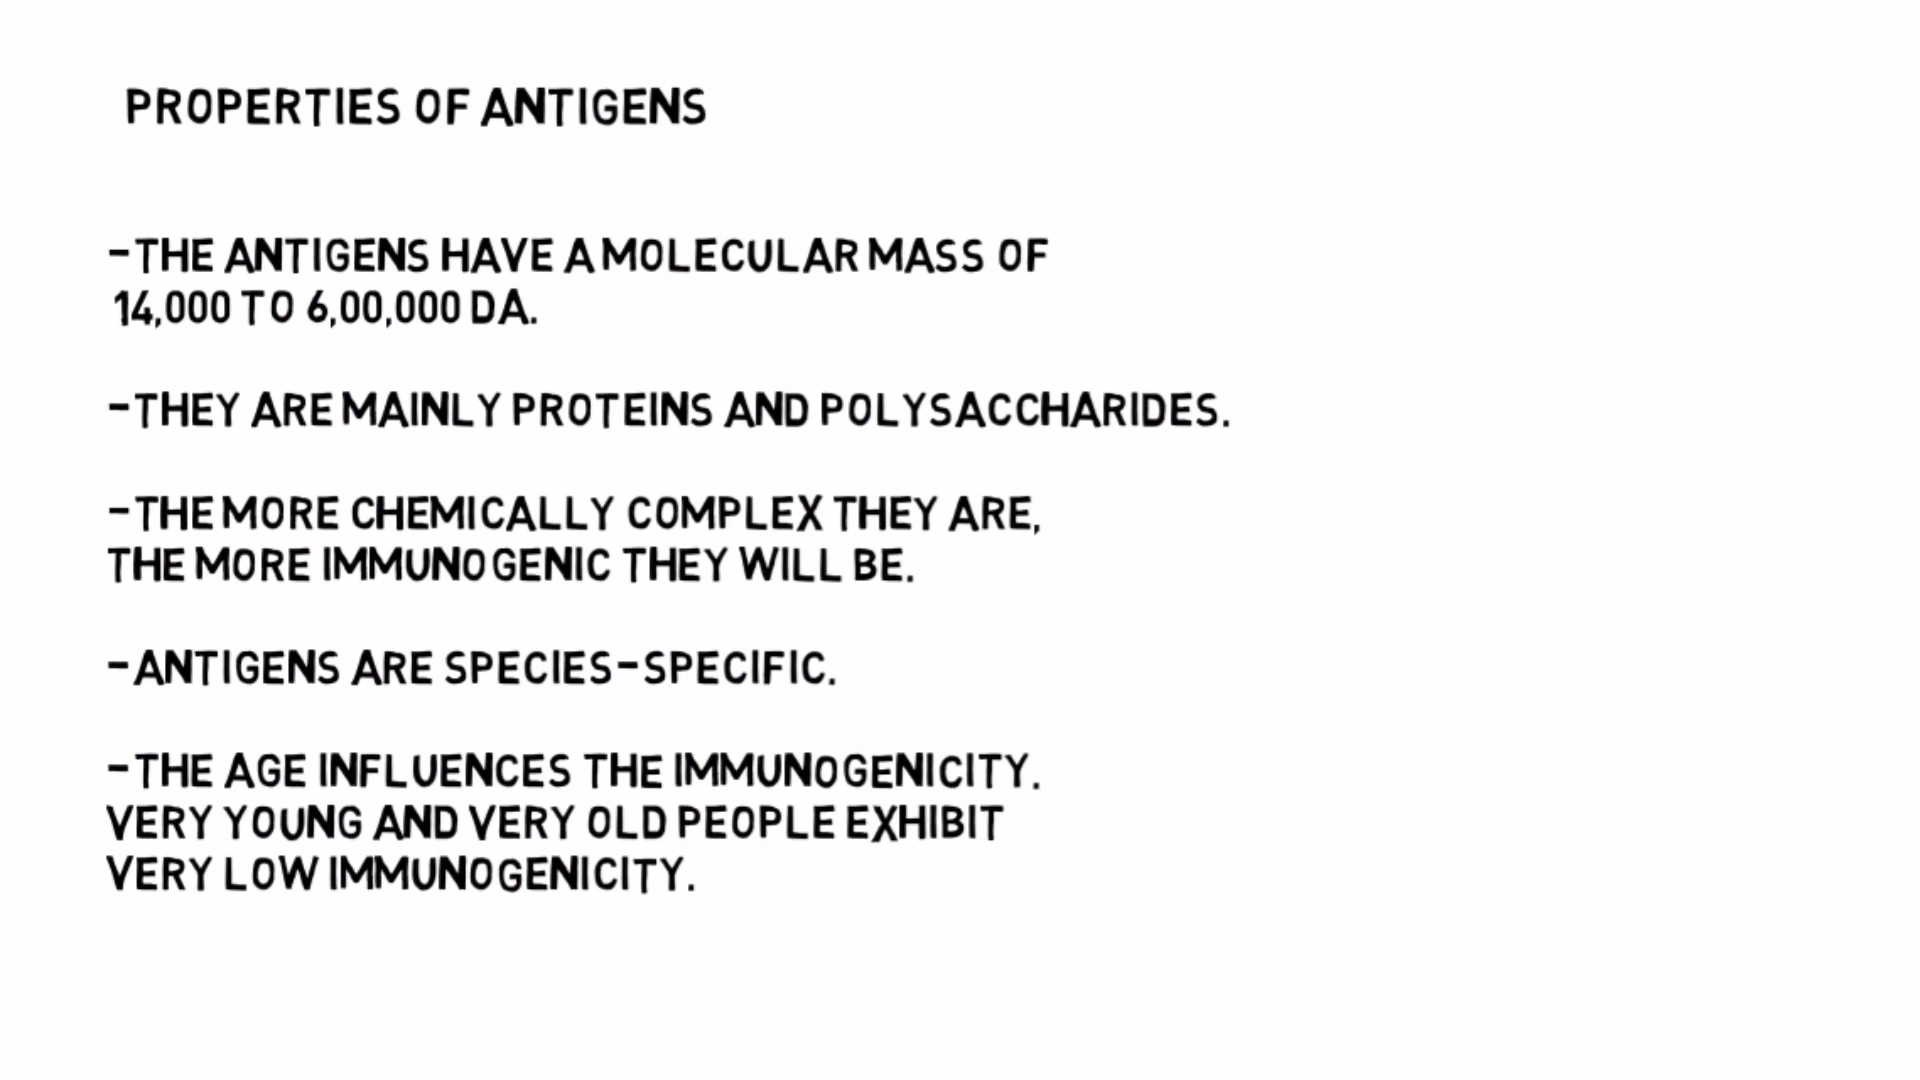 PROPERTIES OF ANTIGENS
-THE ANTIGENS HAVE A MOLECULAR MASS OF
14,000 TO 6,00,000 DA.
-THEY ARE MAINLY PROTEINS AND POLYSACCHARIDES.
-THE MORE CHEMICALLY COMPLEX THEY ARE,
THE MORE IMMUNOGENIC THEY WILL BE.
-ANTIGENS ARE SPECIES-SPECIFIC.
-THE AGE INFLUENCES THE IMMUNOGENICITY.
VERY YOUNG AND VERY OLD PEOPLE EXHIBIT
VERY LOW IMMUNOGENICITY.